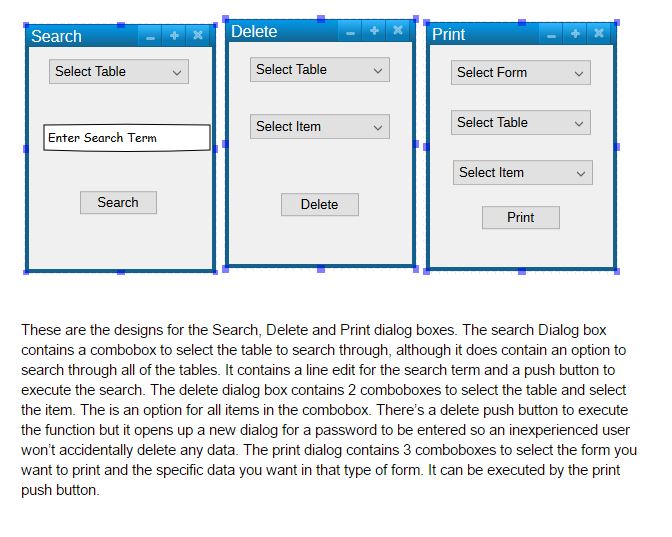 Search
Select Table
Enter Search Term
Search
Delete
Select Table
Select Item
Delete
Print
Select Form
Select Table
Select Item
Print
These are the designs for the Search, Delete and Print dialog boxes. The search Dialog box
contains a combobox to select the table to search through, although it does contain an option to
search through all of the tables. It contains a line edit for the search term and a push button to
execute the search. The delete dialog box contains 2 comboboxes to select the table and select
the item. The is an option for all items in the combobox. There’s a delete push button to execute
the function but it opens up a new dialog for a password to be entered so an inexperienced user
won’t accidentally delete any data. The print dialog contains 3 comboboxes to select the form you
want to print and the specific data you want in that type of form. It can be executed by the print
push button.